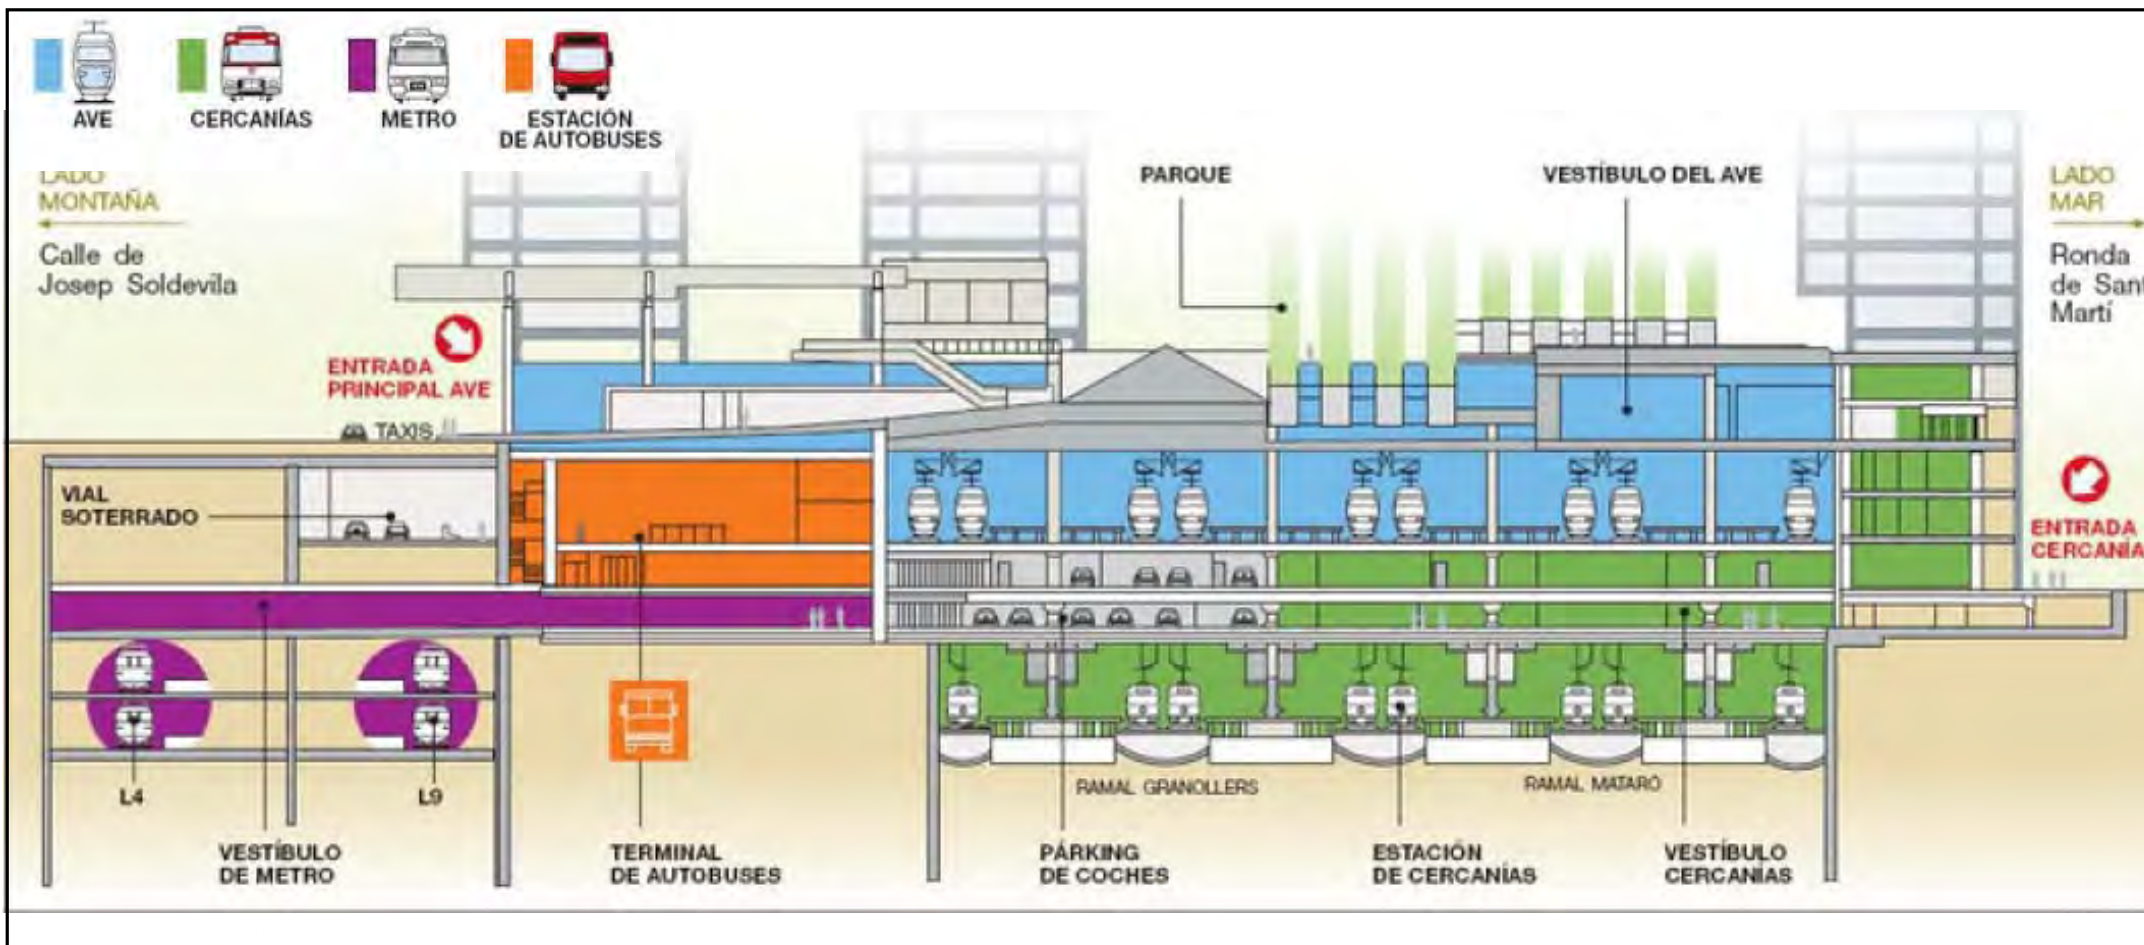 AVE
CERCANÍAS
METRO
ESTACIÓN
DE AUTOBUSES
LADO
MONTAÑA
Calle de
Josep Soldevila
PARQUE
VESTÍBULO DEL AVE
LADO
MAR
Ronda
de Sant
Martí
ENTRADA
PRINCIPAL AVE
TAXIS
VIAL
SOTERRADO
ENTRADA
CERCANÍA
L4
L9
RAMAL GRANOLLERS
RAMAL MATARÓ
VESTÍBULO
DE METRO
TERMINAL
DE AUTOBUSES
PÁRKING
DE COCHES
ESTACIÓN
DE CERCANÍAS
VESTÍBULO
CERCANÍAS